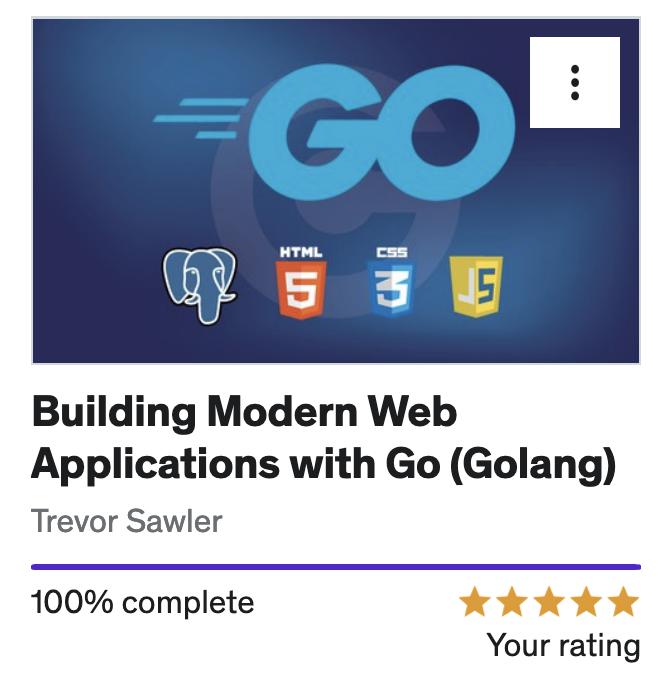 GO
HTML
5
CSS
3
JS
Building Modern Web
Applications with Go (Golang)
Trevor Sawler
100% complete
Your rating